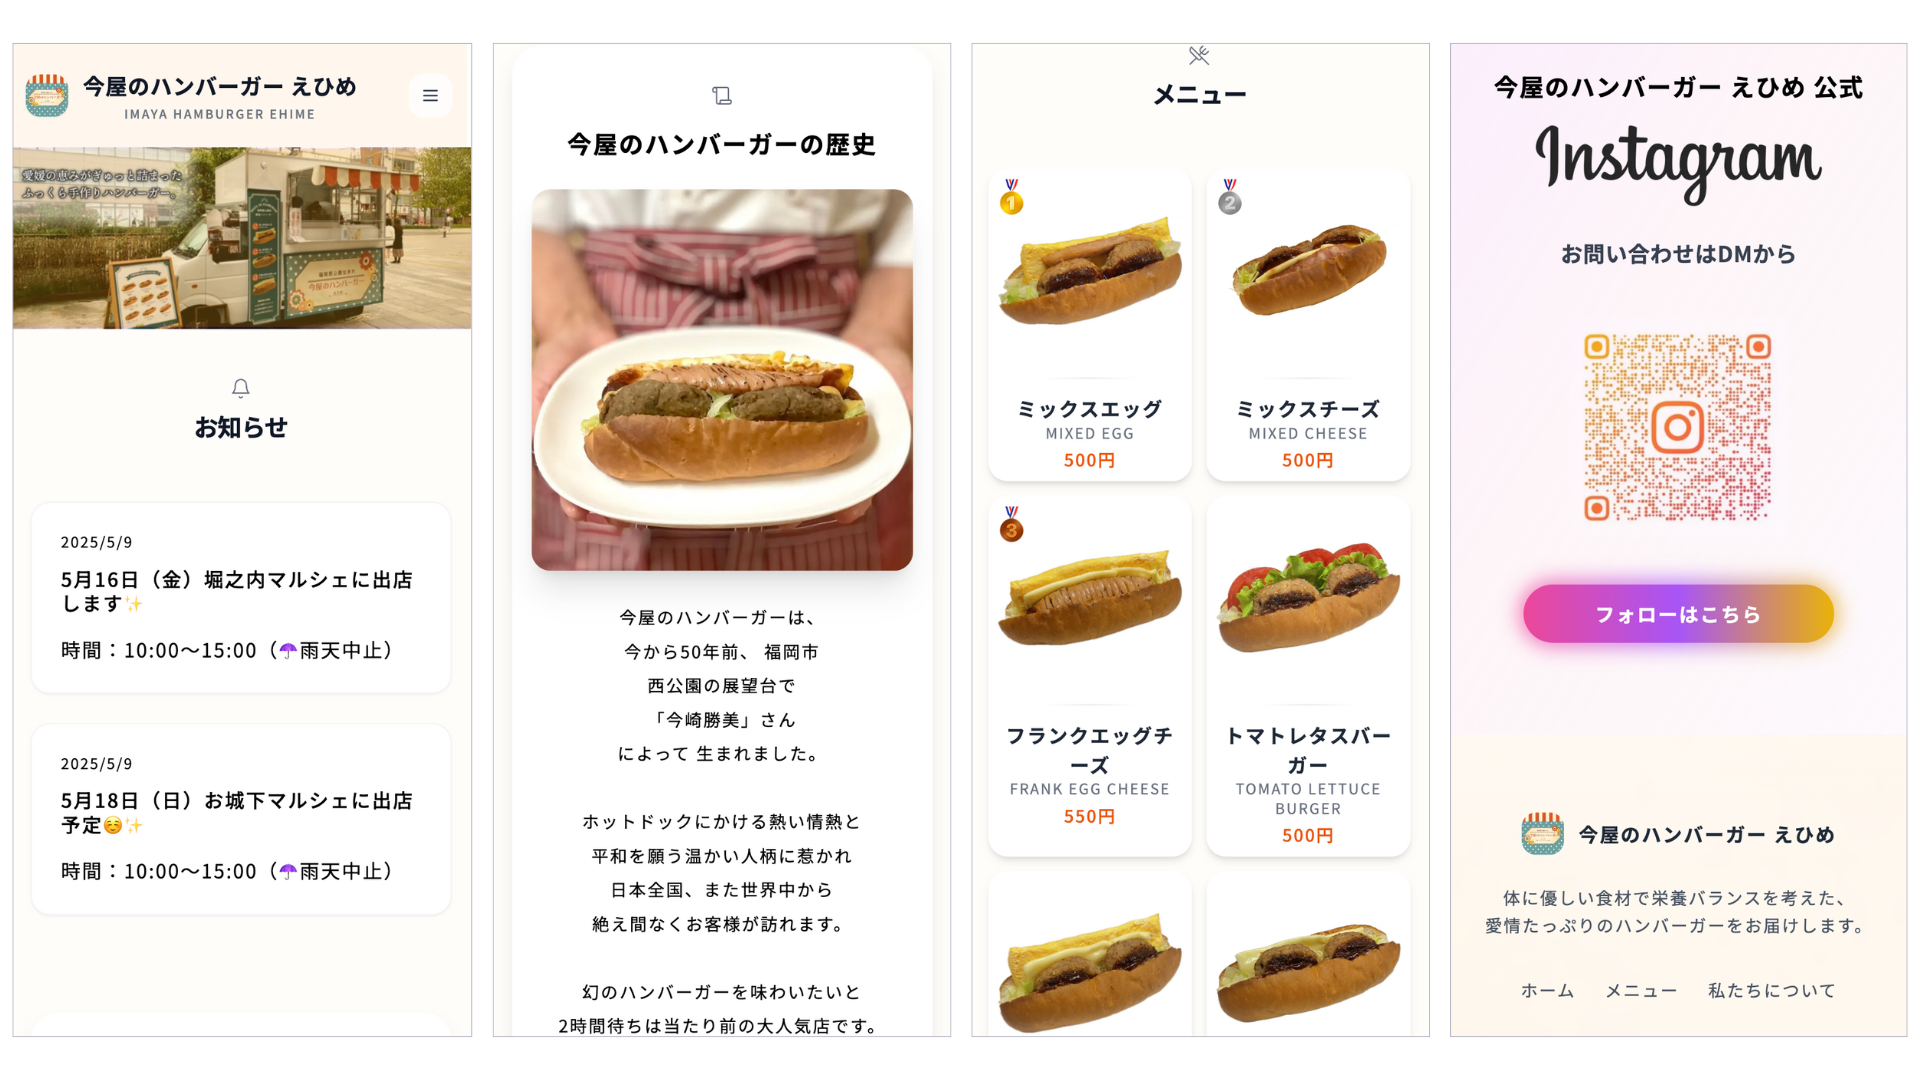 今屋のハンバーガー えひめ
IMAYA HAMBURGER EHIME
愛媛の恵みがぎゅっと詰まった
ふっくら手作りハンバーガー。
今屋のハンバーガー
お知らせ
2025/5/9
5月16日（金）堀之内マルシェに出店
します✨
時間：10:00〜15:00（☂雨天中止）
2025/5/9
5月18日（日）お城下マルシェに出店
予定☺️✨
時間：10:00〜15:00（☂雨天中止）
今屋のハンバーガーの歴史
今屋のハンバーガーは、
今から50年前、 福岡市
西公園の展望台で
「今崎勝美」さん
によって 生まれました。
ホットドックにかける熱い情熱と
平和を願う温かい人柄に惹かれ
日本全国、また世界中から
絶え間なくお客様が訪れます。
幻のハンバーガーを味わいたいと
2時間待ちは当たり前の大人気店です。
メニュー
1
ミックスエッグ
MIXED EGG
500円
2
ミックスチーズ
MIXED CHEESE
500円
3
フランクエッグチ
ーズ
FRANK EGG CHEESE
550円
トマトレタスバー
ガー
TOMATO LETTUCE
BURGER
500円
今屋のハンバーガー えひめ 公式
Instagram
お問い合わせはDMから
フォローはこちら
今屋のハンバーガー えひめ
体に優しい食材で栄養バランスを考えた、
愛情たっぷりのハンバーガーをお届けします。
ホーム メニュー 私たちについて